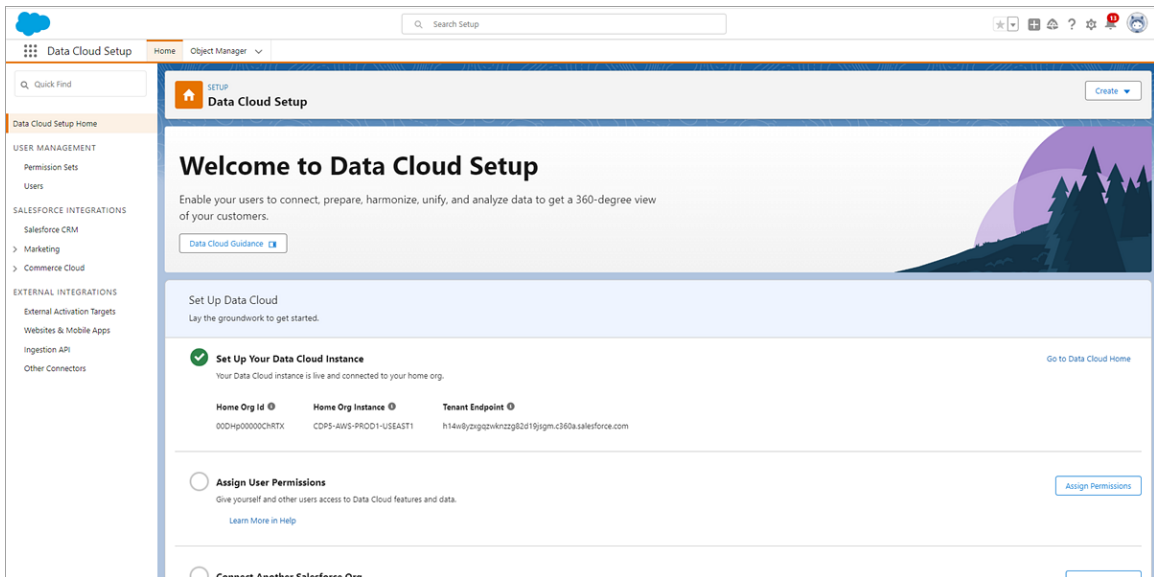 Search Setup
13
Data Cloud Setup
Home
Object Manager
Quick Find
Data Cloud Setup Home
USER MANAGEMENT
Permission Sets
Users
SALESFORCE INTEGRATIONS
Salesforce CRM
Marketing
Commerce Cloud
EXTERNAL INTEGRATIONS
External Activation Targets
Websites & Mobile Apps
Ingestion API
Other Connectors
SETUP
Data Cloud Setup
Create
Welcome to Data Cloud Setup
Enable your users to connect, prepare, harmonize, unify, and analyze data to get a 360-degree view
of your customers.
Data Cloud Guidance
Set Up Data Cloud
Lay the groundwork to get started.
Set Up Your Data Cloud Instance
Go to Data Cloud Home
Your Data Cloud instance is live and connected to your home org.
Home Org Id
Home Org Instance
Tenant Endpoint
00DHp00000ChRTX
CDP5-AWS-PROD1-USEAST1
h14w8yzxgqzwknzzg82d19jsgm.c360a.salesforce.com
Assign User Permissions
Assign Permissions
Give yourself and other users access to Data Cloud features and data.
Learn More in Help
Connect Another Salesforce Org